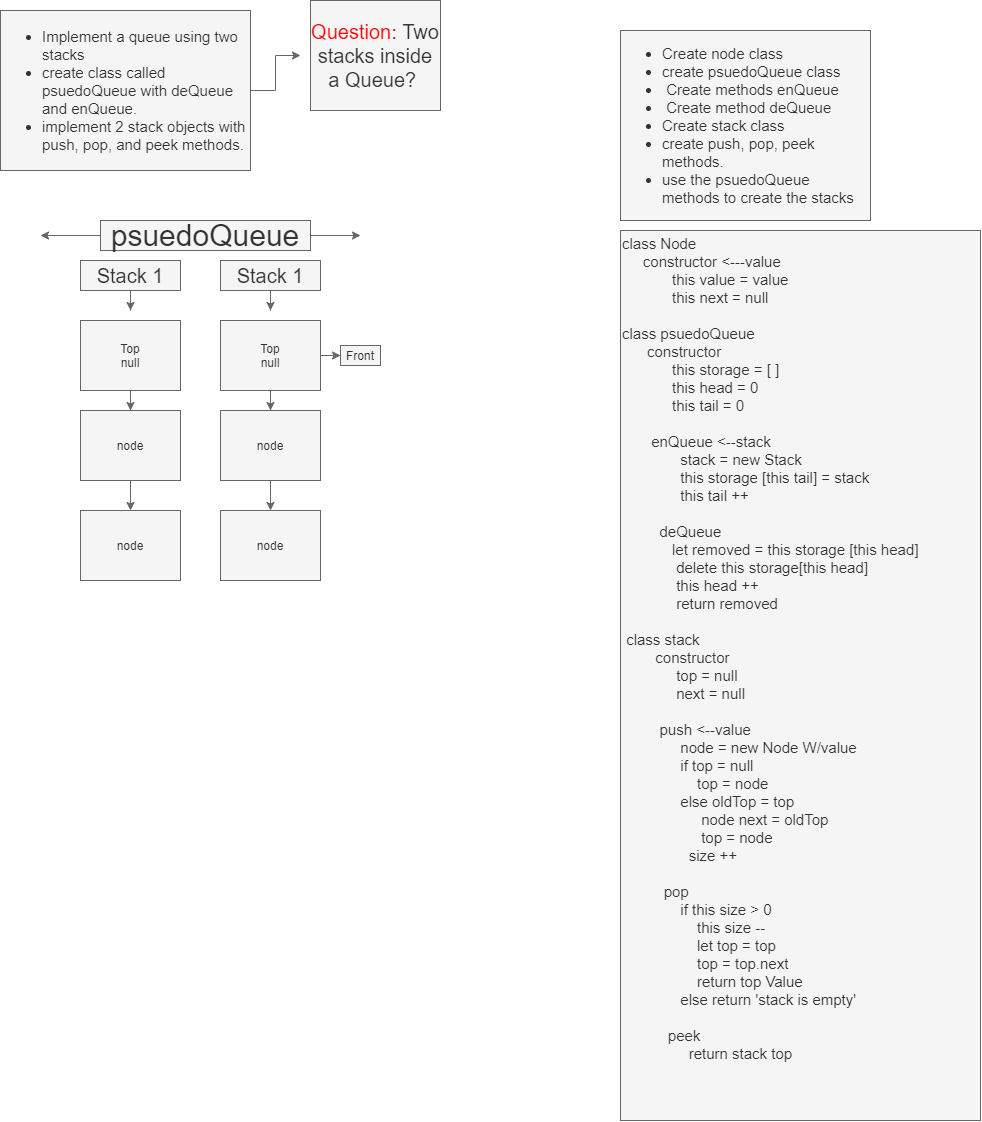 Implement a queue using two
stacks
create class called
psuedoQueue with deQueue
and enQueue.
implement 2 stack objects with
push, pop, and peek methods.
Question: Two
stacks inside
a Queue?
Create node class
create psuedoQueue class
Create methods enQueue
Create method deQueue
Create stack class
create push, pop, peek
methods.
use the psuedoQueue
methods to create the stacks
psuedoQueue
Stack 1
Stack 1
Top
null
Top
null
Front
node
node
node
node
class Node
constructor <---value
this value = value
this next = null
class psuedoQueue
constructor
this storage = [ ]
this head = 0
this tail = 0
enQueue <--stack
stack = new Stack
this storage [this tail] = stack
this tail ++
deQueue
let removed = this storage [this head]
delete this storage[this head]
this head ++
return removed
class stack
constructor
top = null
next = null
push <--value
node = new Node W/value
if top = null
top = node
else oldTop = top
node next = oldTop
top = node
size ++
pop
if this size > 0
this size --
let top = top
top = top.next
return top Value
else return 'stack is empty'
peek
return stack top